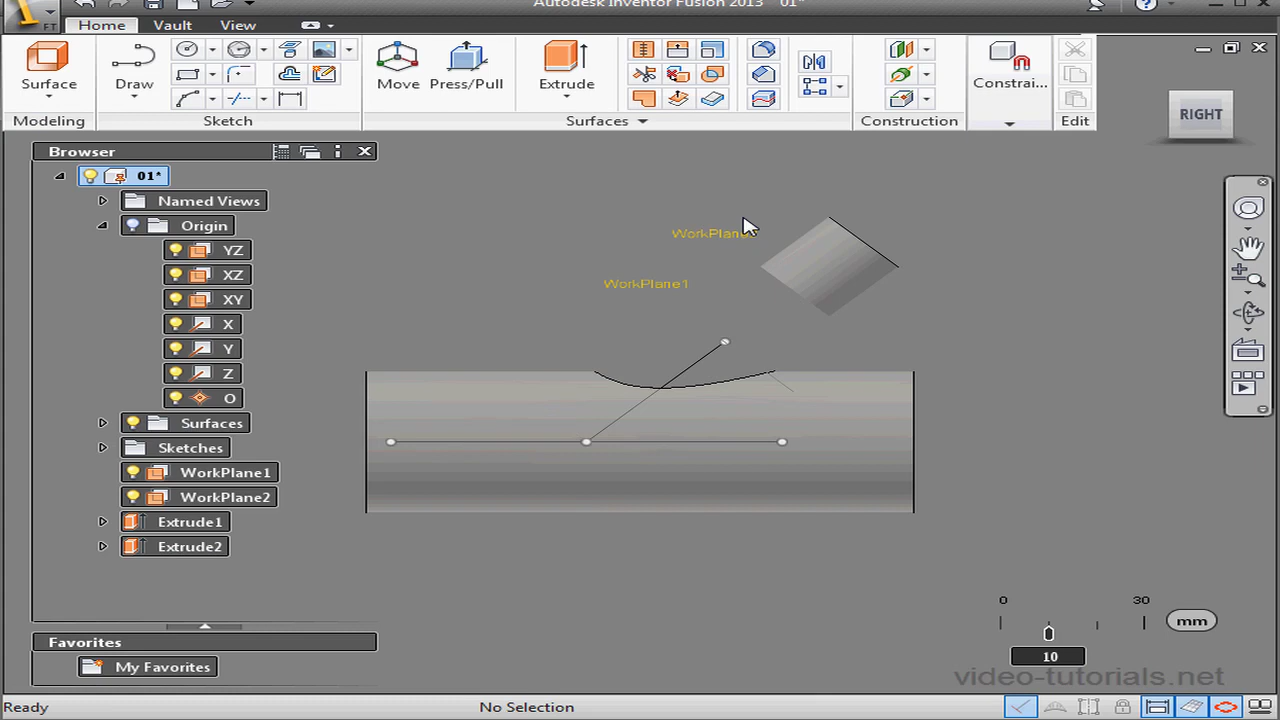 Autodesk Inventor Fusion 2013 01*
FT
Home Vault View
Surface
Draw
Move Press/Pull
Extrude
Constrai...
Modeling
Sketch
Surfaces
Construction
Edit
RIGHT
Browser
01*
Named Views
Origin
YZ
XZ
XY
X
Y
Z
O
Surfaces
Sketches
WorkPlane1
WorkPlane2
Extrude1
Extrude2
WorkPlane1
Favorites
My Favorites
0 30
mm
10
video-tutorials.net
Ready
No Selection